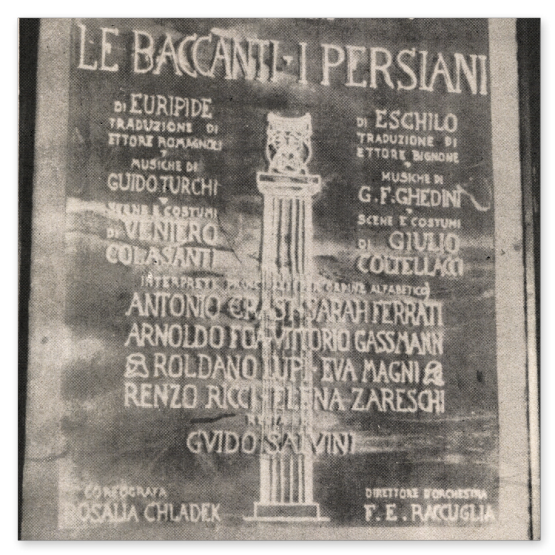 LE BACCANTI · I PERSIANI
DI EURIPIDE
TRADUZIONE DI
ETTORE ROMAGNOLI
MUSICHE DI
GUIDO TURCHI
SCENE E COSTUMI
DI VENIERO
COLASANTI
DI ESCHILO
TRADUZIONE DI
ETTORE BIGNONE
MUSICHE DI
G.F.GHEDINI
SCENE E COSTUMI
DI GIULIO
COLTELLACCI
INTERPRETI PRINCIPALI (PER ORDINE ALFABETICO)
ANTONIO CRAST · SARAH FERRATI
ARNOLDO FOA · VITTORIO GASSMANN
ROLDANO LUPI · EVA MAGNI
RENZO RICCI · ELENA ZARESCHI
GUIDO SALVINI
COREOGRAFA
ROSALIA CHLADEK
DIRETTORE D'ORCHESTRA
F. E. RACCUGLIA